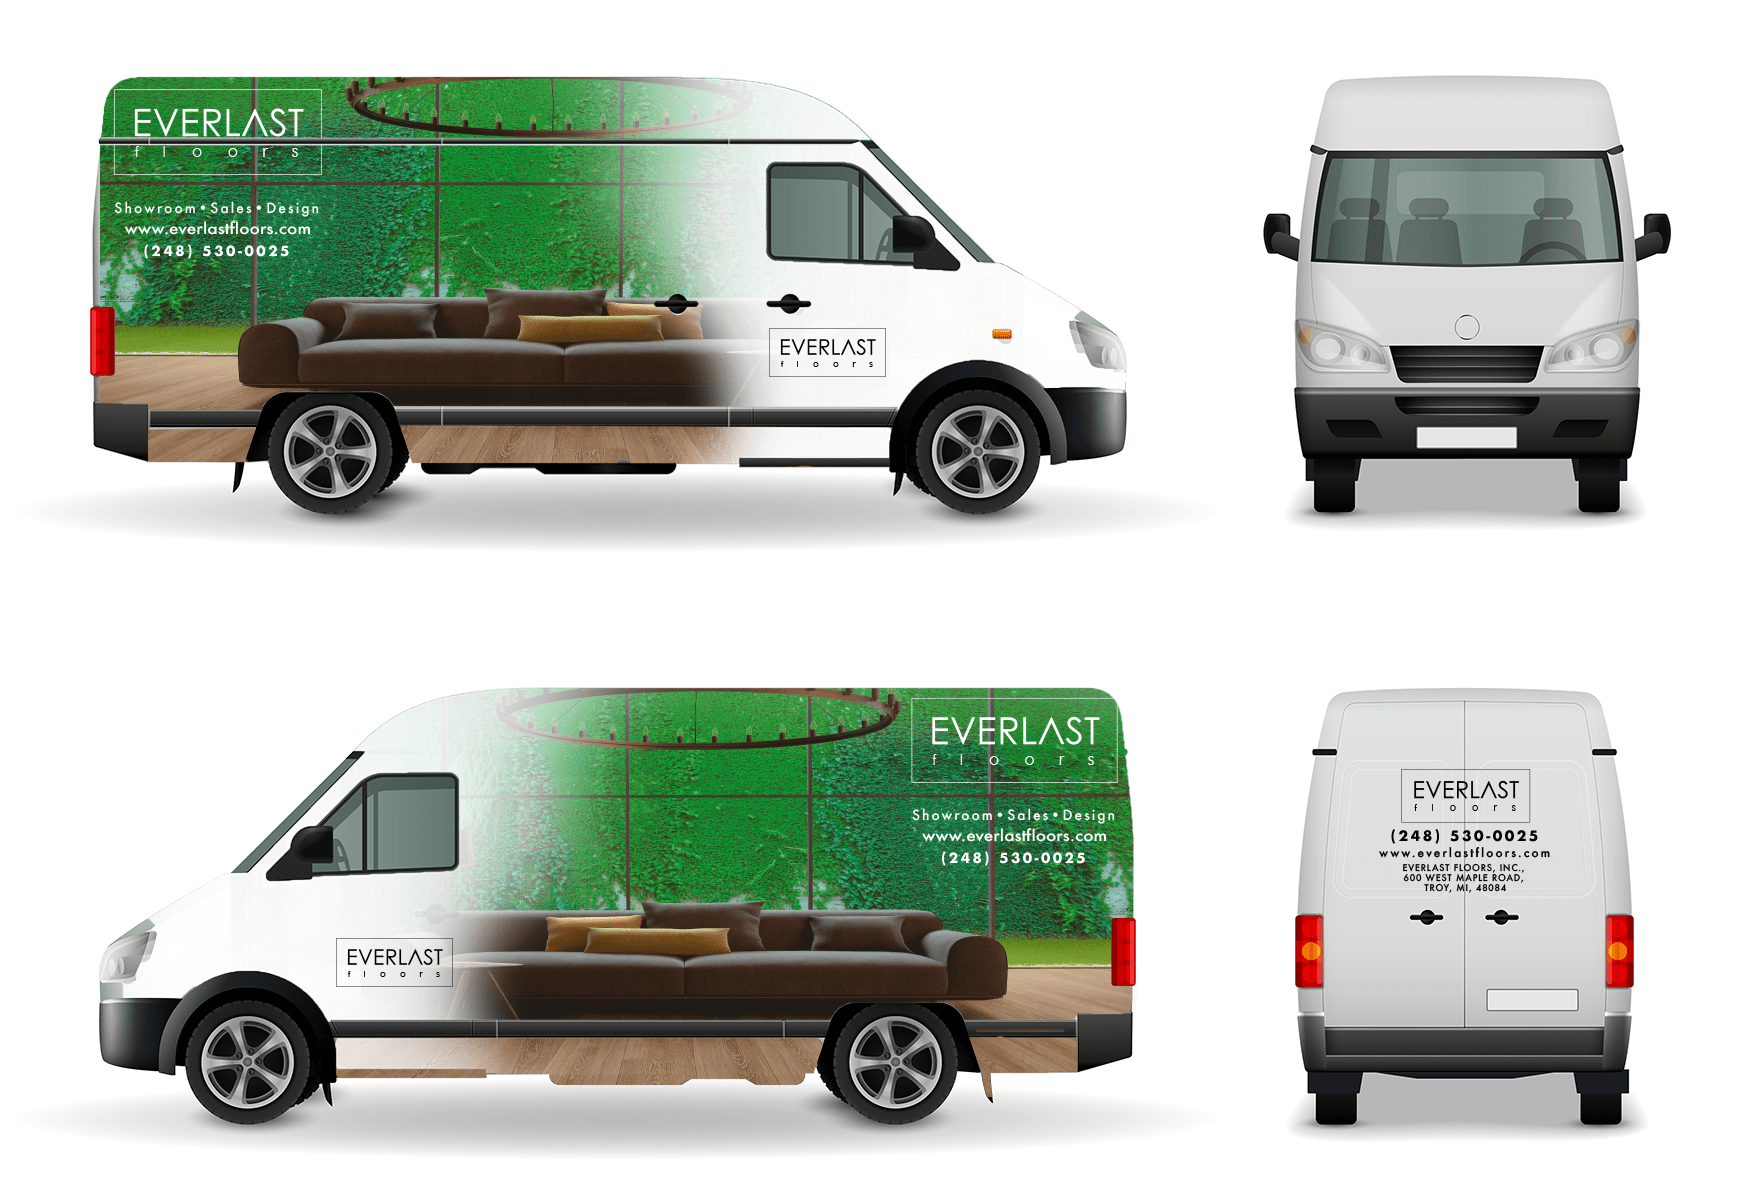 EVERLAST
floors
Showroom•Sales•Design
www.everlastfloors.com
(248) 530-0025
EVERLAST
floors
EVERLAST
floors
Showroom•Sales•Design
www.everlastfloors.com
(248) 530-0025
EVERLAST
floors
EVERLAST
floors
(248) 530-0025
www.everlastfloors.com
EVERLAST FLOORS, INC.,
600 WEST MAPLE ROAD,
TROY, MI, 48084